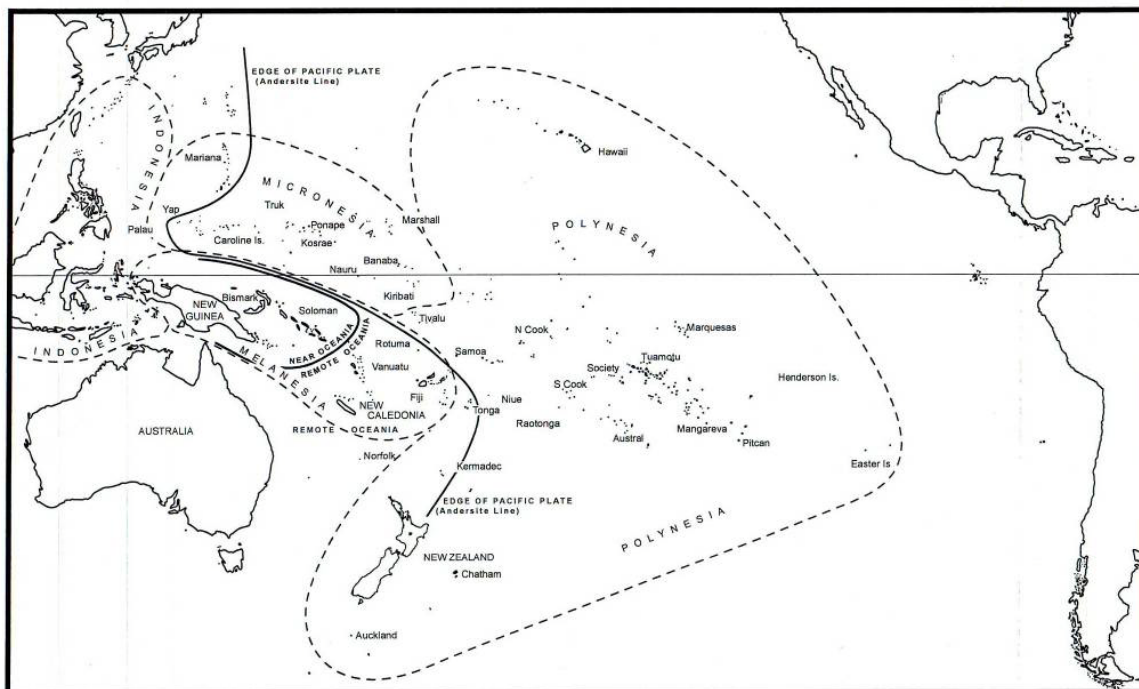 EDGE OF PACIFIC PLATE
(Andersite Line)
INDONESIA
Mariana
Hawaii
MICRONESIA
Yap
Truk
Marshall
Ponape
POLYNESIA
Palau
Caroline Is.
Kosrae
Banaba
Nauru
Bismark
Kiribati
NEW
GUINEA
Soloman
Tivalu
N Cook
Marquesas
INDONESIA
NEAR OCEANIA
REMOTE OCEANIA
Rotuma
Samoa
Tuamotu
MELANESIA
Vanuatu
Society
Henderson Is.
S Cook
Fiji
NEW
CALEDONIA
Niue
Tonga
AUSTRALIA
REMOTE OCEANIA
Raotonga
Mangareva
Austral
Pitcan
Norfolk
Kermadec
Easter Is
EDGE OF PACIFIC PLATE
(Andersite Line)
POLYNESIA
NEW ZEALAND
Chatham
Auckland